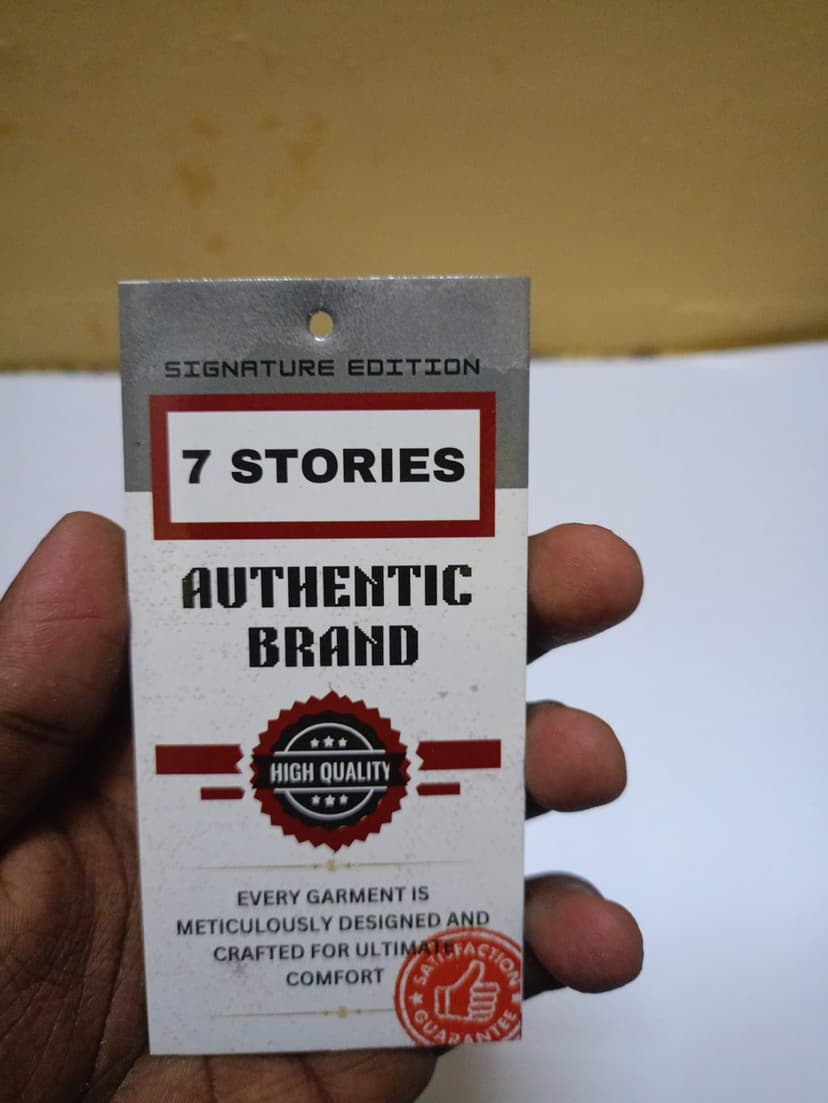 SIGNATURE EDITION
7 STORIES
AUTHENTIC
BRAND
HIGH QUALITY
EVERY GARMENT IS
METICULOUSLY DESIGNED AND
CRAFTED FOR ULTIMATE
COMFORT
SATISFACTION
GUARANTEE